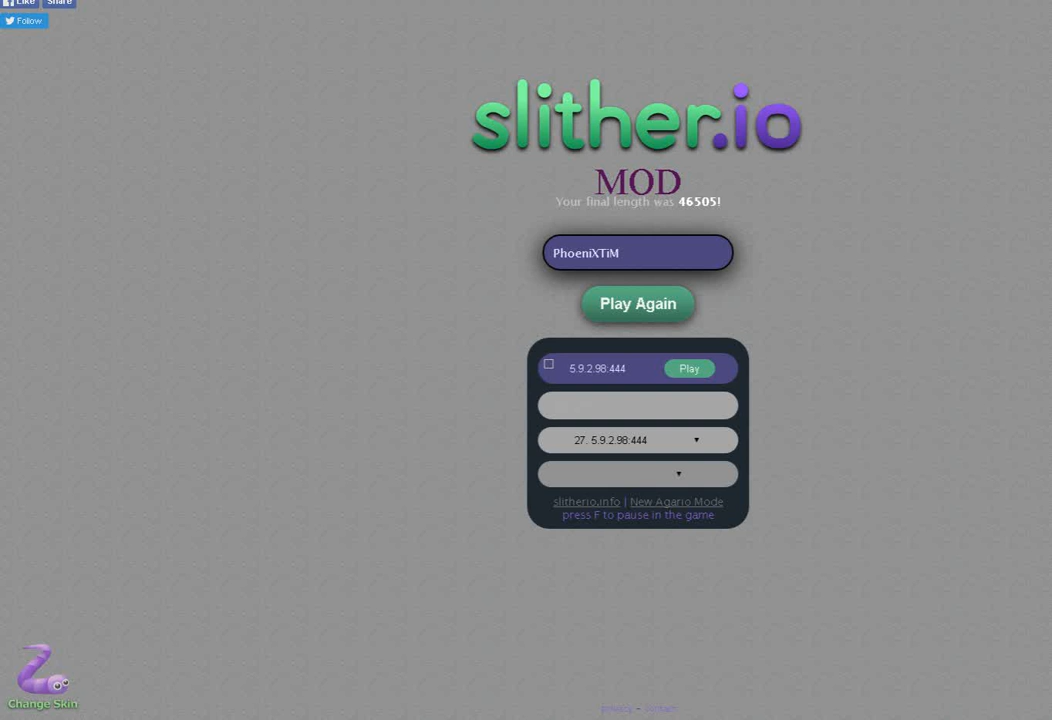 Like Share
Follow
slither.io
MOD
Your final length was 46505!
PhoeniXTiM
Play Again
5.9.2.98:444 Play
27. 5.9.2.98:444
slitherio.info | New Agario Mode
press F to pause in the game
Change Skin
privacy - contact